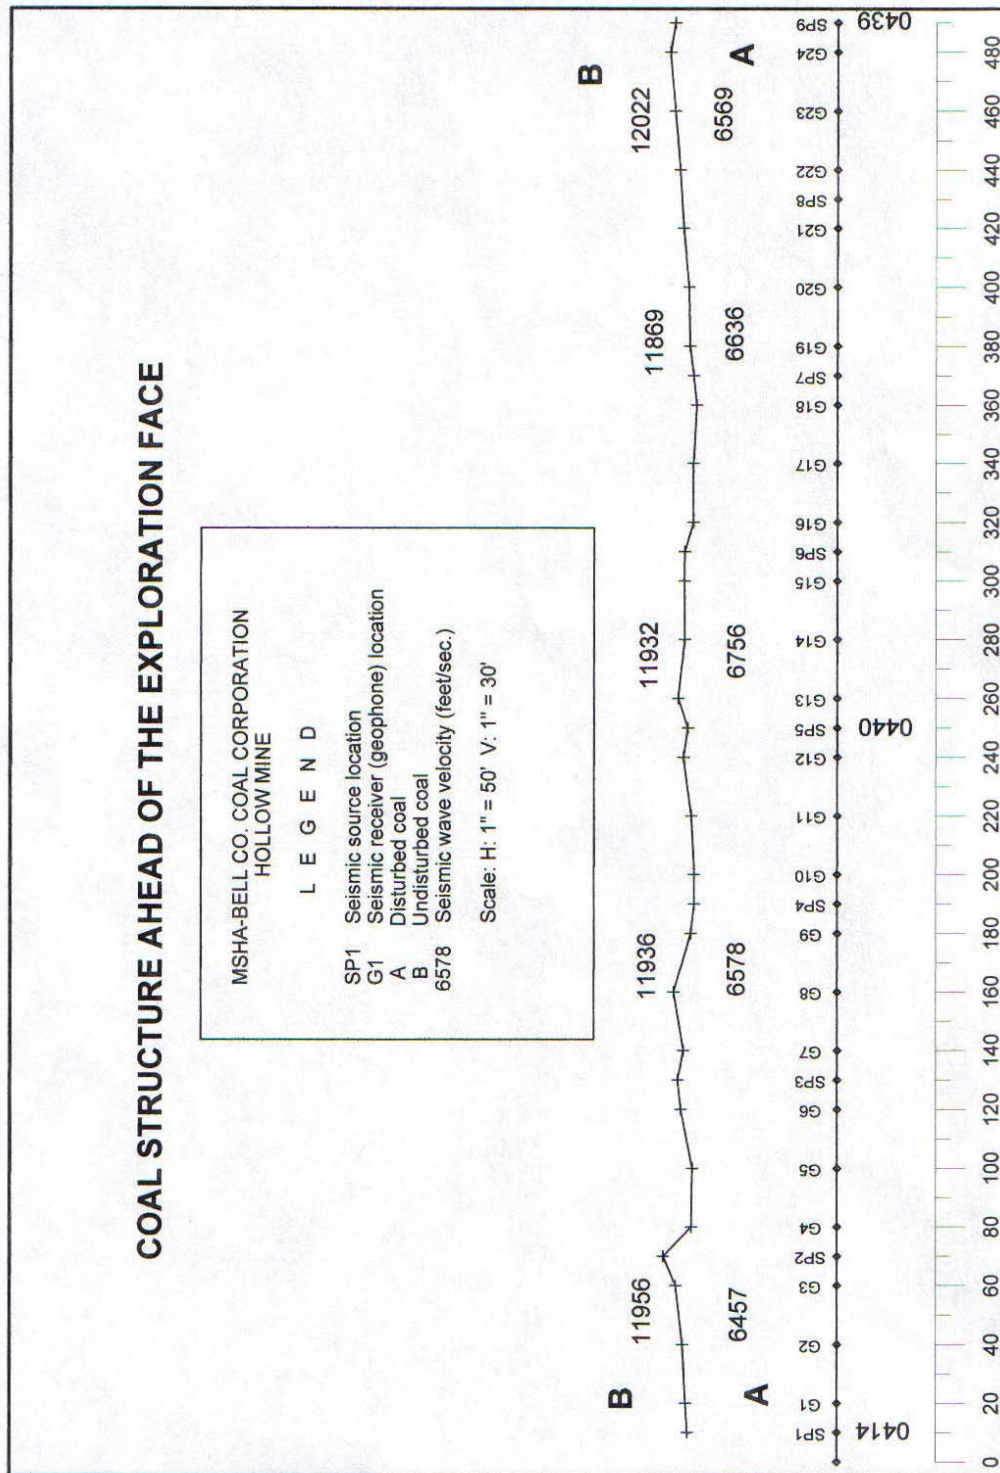 COAL STRUCTURE AHEAD OF THE EXPLORATION FACE
MSHA-BELL CO. COAL CORPORATION
HOLLOW MINE
L E G E N D
SP1 Seismic source location
G1 Seismic receiver (geophone) location
A Disturbed coal
B Undisturbed coal
6578 Seismic wave velocity (feet/sec.)
Scale: H: 1" = 50' V: 1" = 30'
B B
11956 11936 11932 11869 12022
A 6457 6578 6756 6636 6569 A
SP1 G1 G2 G3 SP2 G4 G5 G6 SP3 G7 G8 G9 SP4 G10 G11 G12 SP5 G13 G14 G15 SP6 G16 G17 G18 SP7 G19 G20 G21 SP8 G22 G23 G24 SP9
0414 0440 0439
0 20 40 60 80 100 120 140 160 180 200 220 240 260 280 300 320 340 360 380 400 420 440 460 480